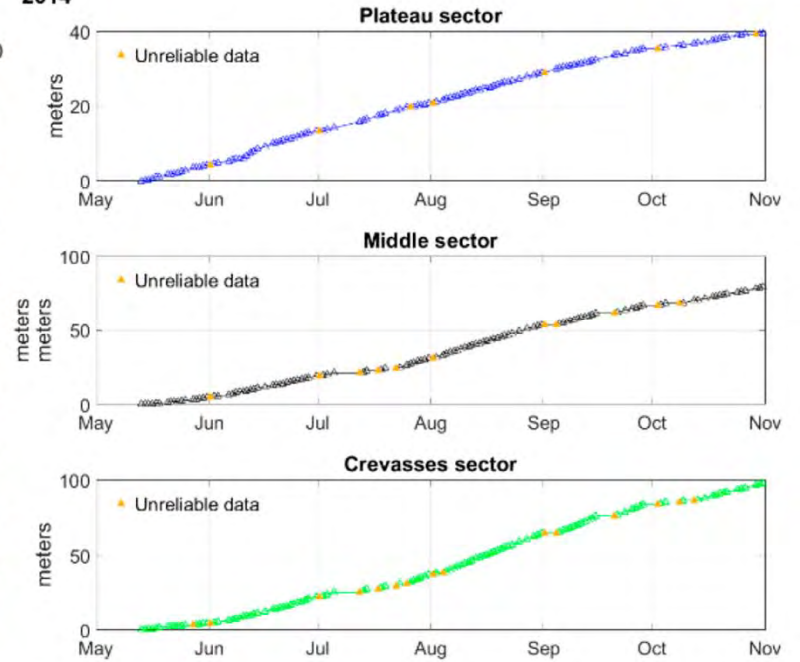 2014
Plateau sector
40
Unreliable data
20
meters
0
May Jun Jul Aug Sep Oct Nov
Middle sector
100
Unreliable data
50
meters
meters
0
May Jun Jul Aug Sep Oct Nov
Crevasses sector
100
Unreliable data
50
meters
0
May Jun Jul Aug Sep Oct Nov